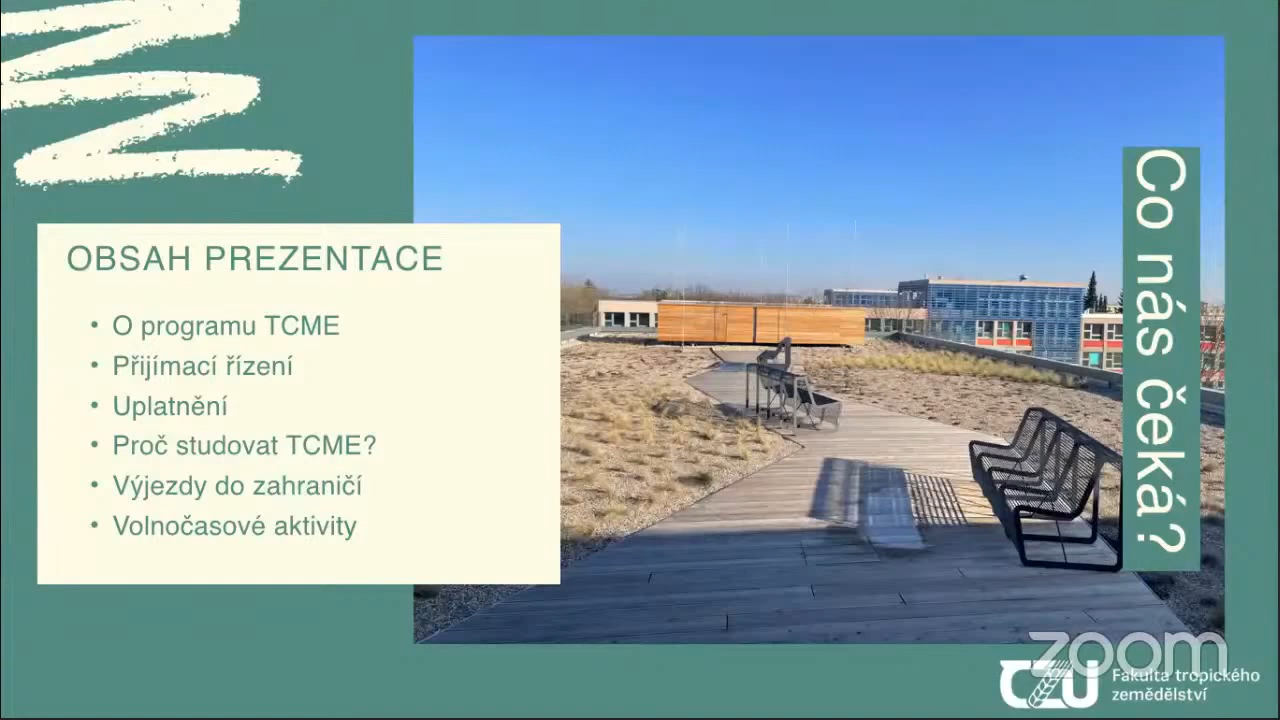 OBSAH PREZENTACE
• O programu TCME
• Přijímací řízení
• Uplatnění
• Proč studovat TCME?
• Výjezdy do zahraničí
• Volnočasové aktivity
Co nás čeká?
zoom
CZU Fakulta tropického
zemědělství